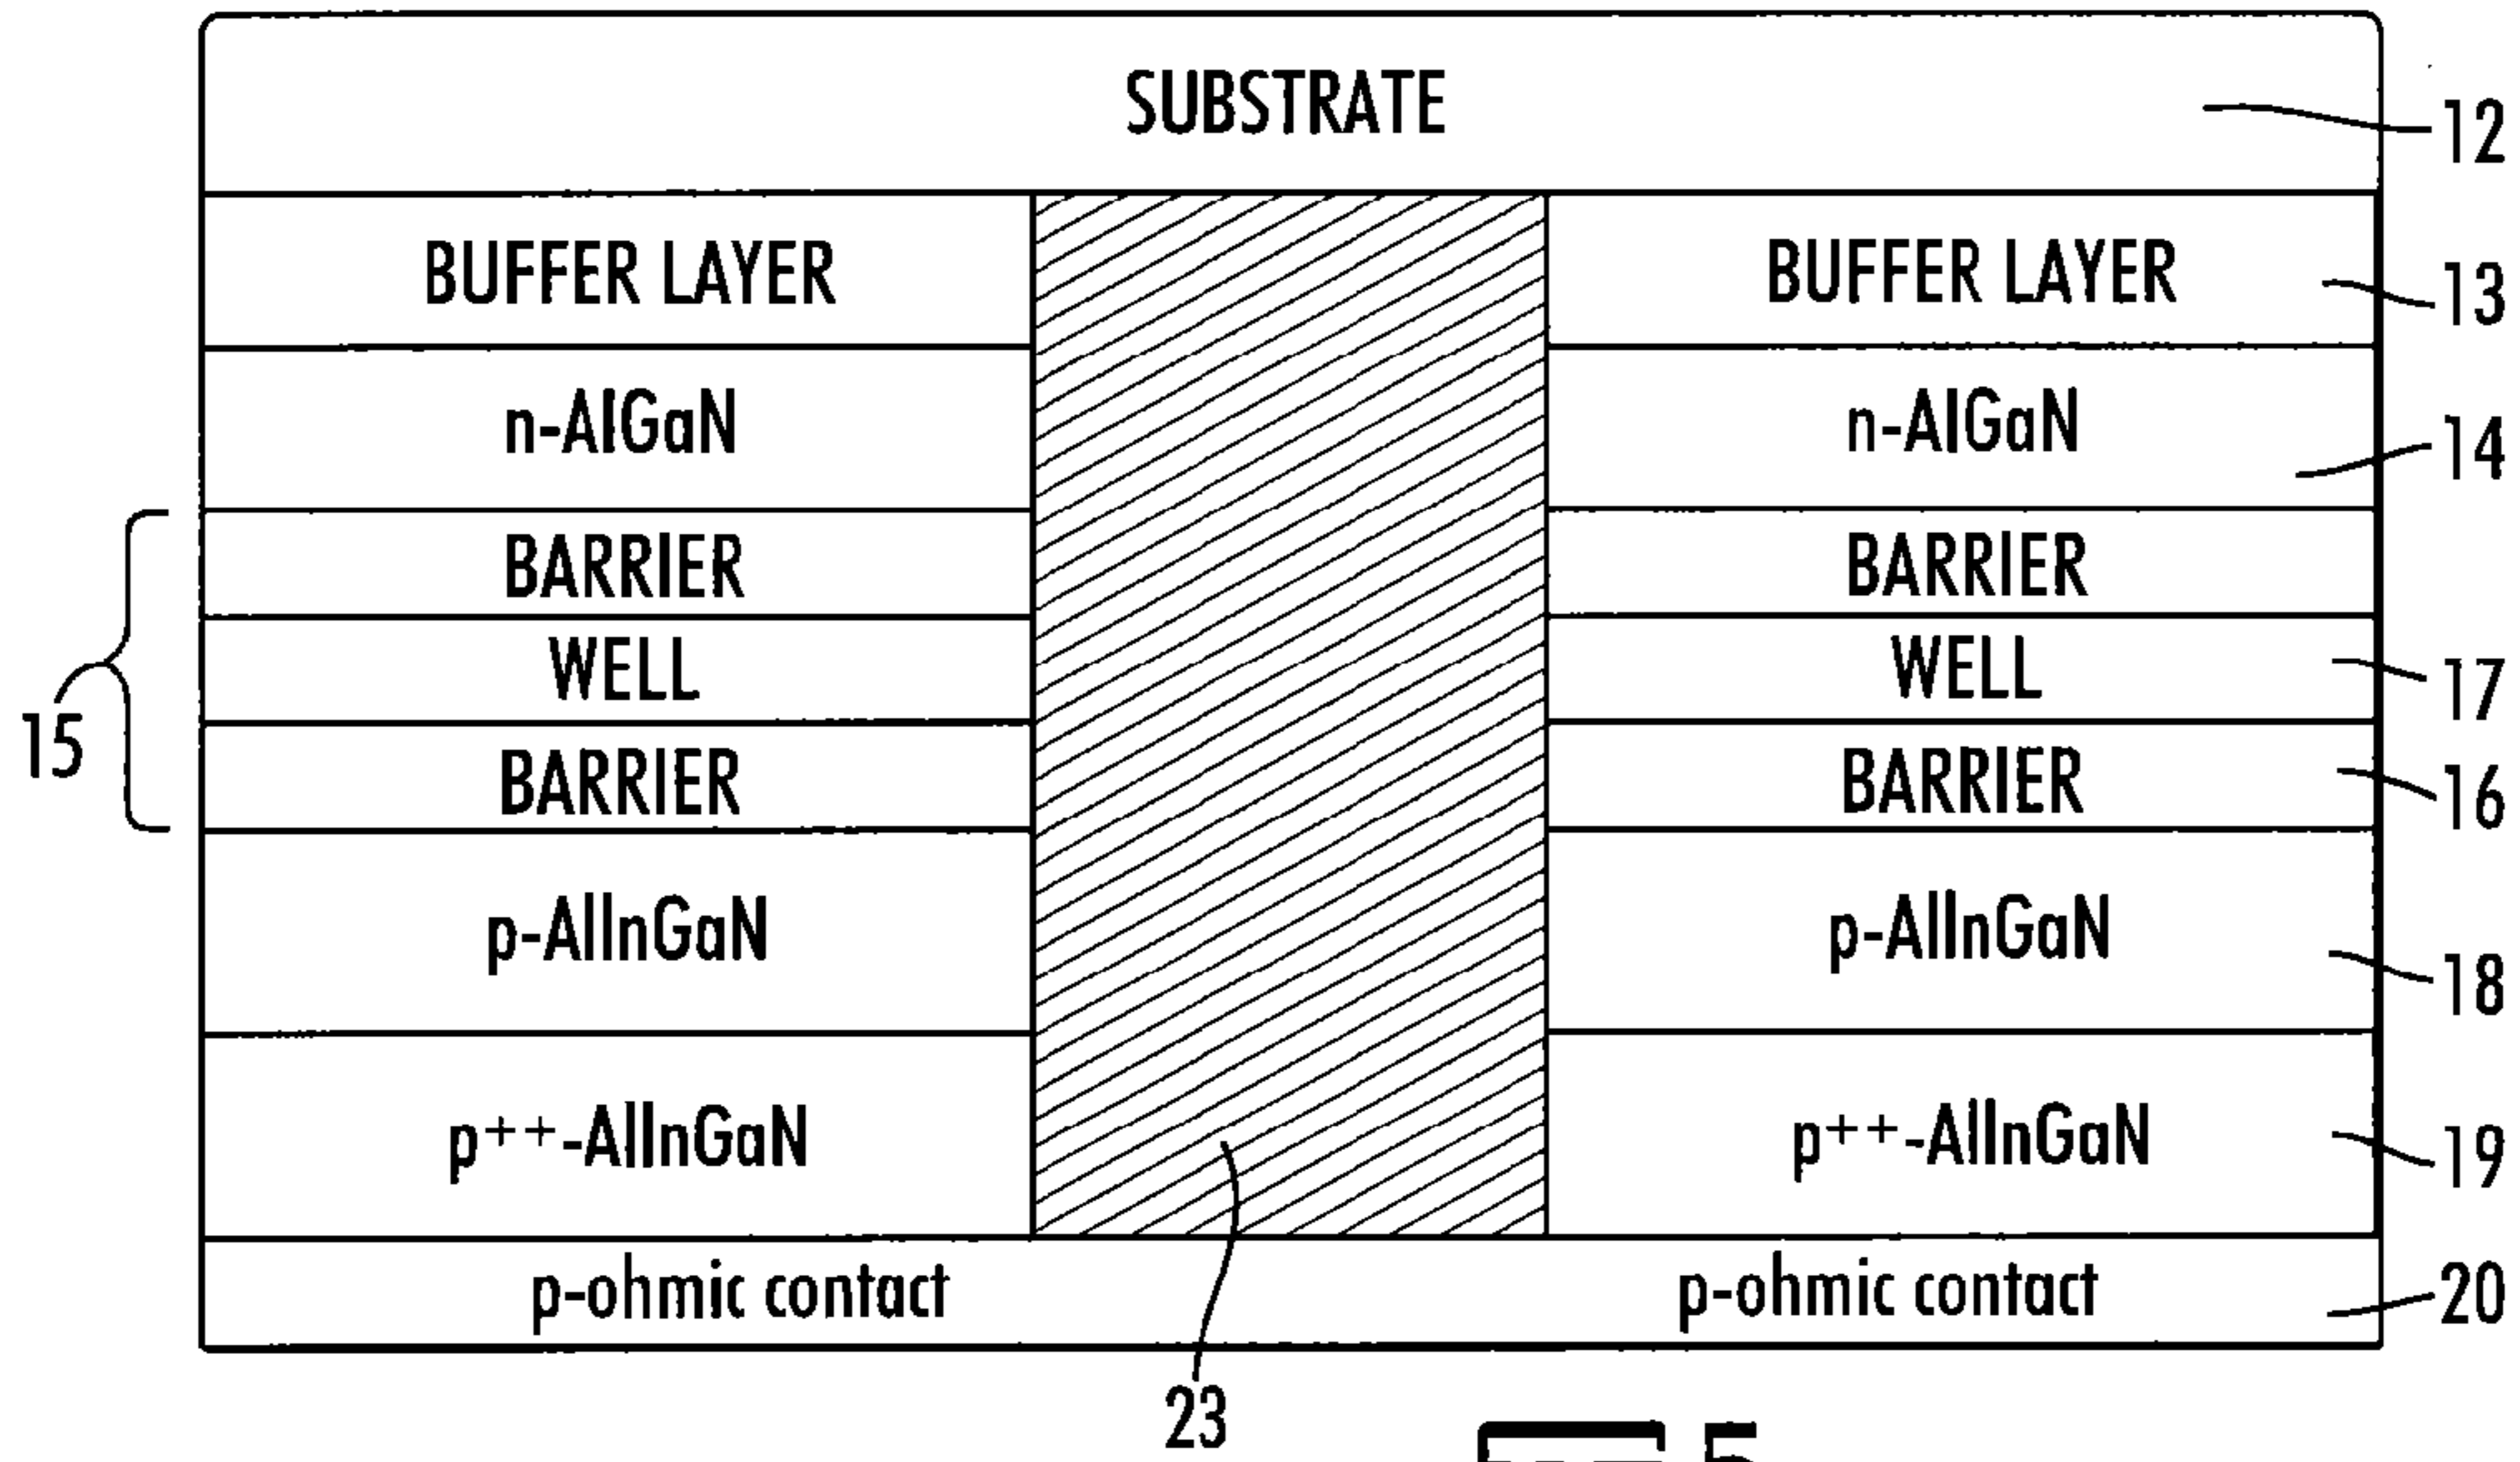 SUBSTRATE
12
BUFFER LAYER BUFFER LAYER 13
n-AlGaN n-AlGaN 14
BARRIER BARRIER
WELL WELL 17
15
BARRIER BARRIER 16
p-AlInGaN p-AlInGaN 18
p++-AlInGaN p++-AlInGaN 19
p-ohmic contact p-ohmic contact 20
23